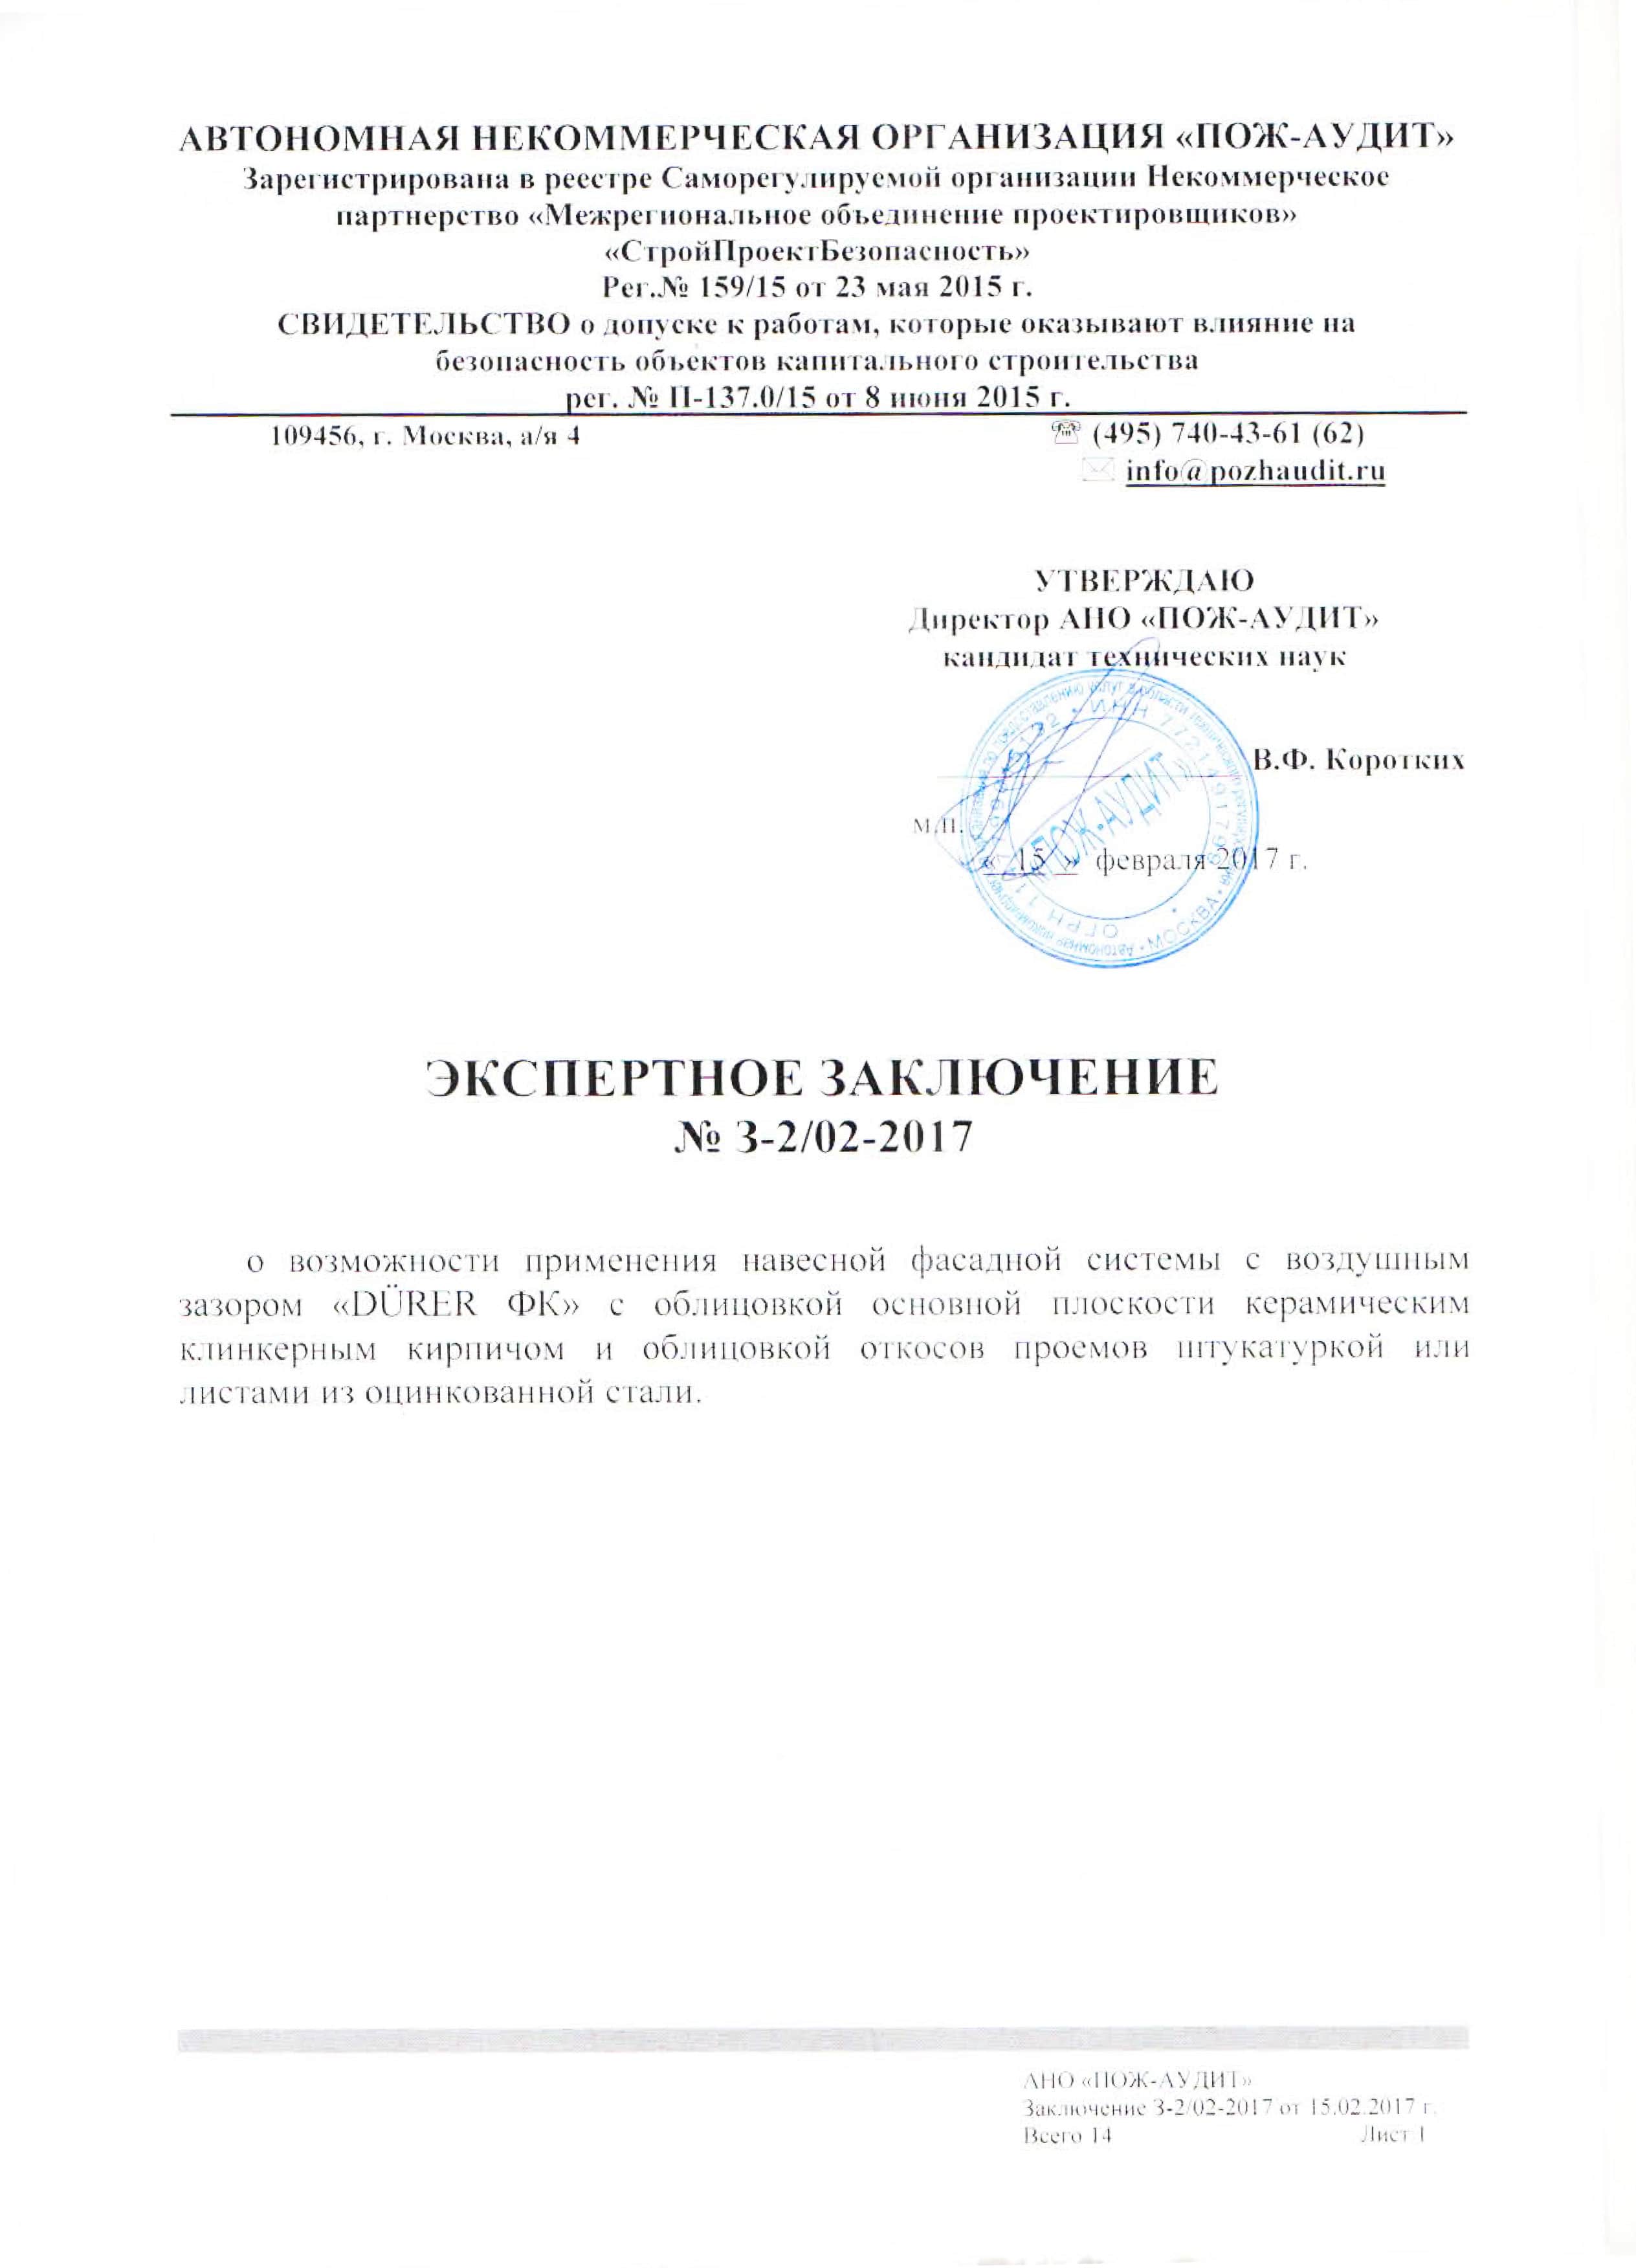 АВТОНОМНАЯ НЕКОММЕРЧЕСКАЯ ОРГАНИЗАЦИЯ «ПОЖ-АУДИТ»
Зарегистрирована в реестре Саморегулируемой организации Некоммерческое
партнерство «Межрегиональное объединение проектировщиков»
«СтройПроектБезопасность»
Рег.№ 159/15 от 23 мая 2015 г.
СВИДЕТЕЛЬСТВО о допуске к работам, которые оказывают влияние на
безопасность объектов капитального строительства
рег. № П-137.0/15 от 8 июня 2015 г.
109456, г. Москва, а/я 4
(495) 740-43-61 (62)
info@pozhaudit.ru
УТВЕРЖДАЮ
Директор АНО «ПОЖ-АУДИТ»
кандидат технических наук
В.Ф. Коротких
М.П.
« 15 » февраля 2017 г.
«ПОЖ-АУДИТ»
МОСКВА
ОГРН
ИНН
ЭКСПЕРТНОЕ ЗАКЛЮЧЕНИЕ
№ З-2/02-2017
о возможности применения навесной фасадной системы с воздушным
зазором «DÜRER ФК» с облицовкой основной плоскости керамическим
клинкерным кирпичом и облицовкой откосов проемов штукатуркой или
листами из оцинкованной стали.
АНО «ПОЖ-АУДИТ»
Заключение З-2/02-2017 от 15.02.2017 г.
Всего 14 Лист 1